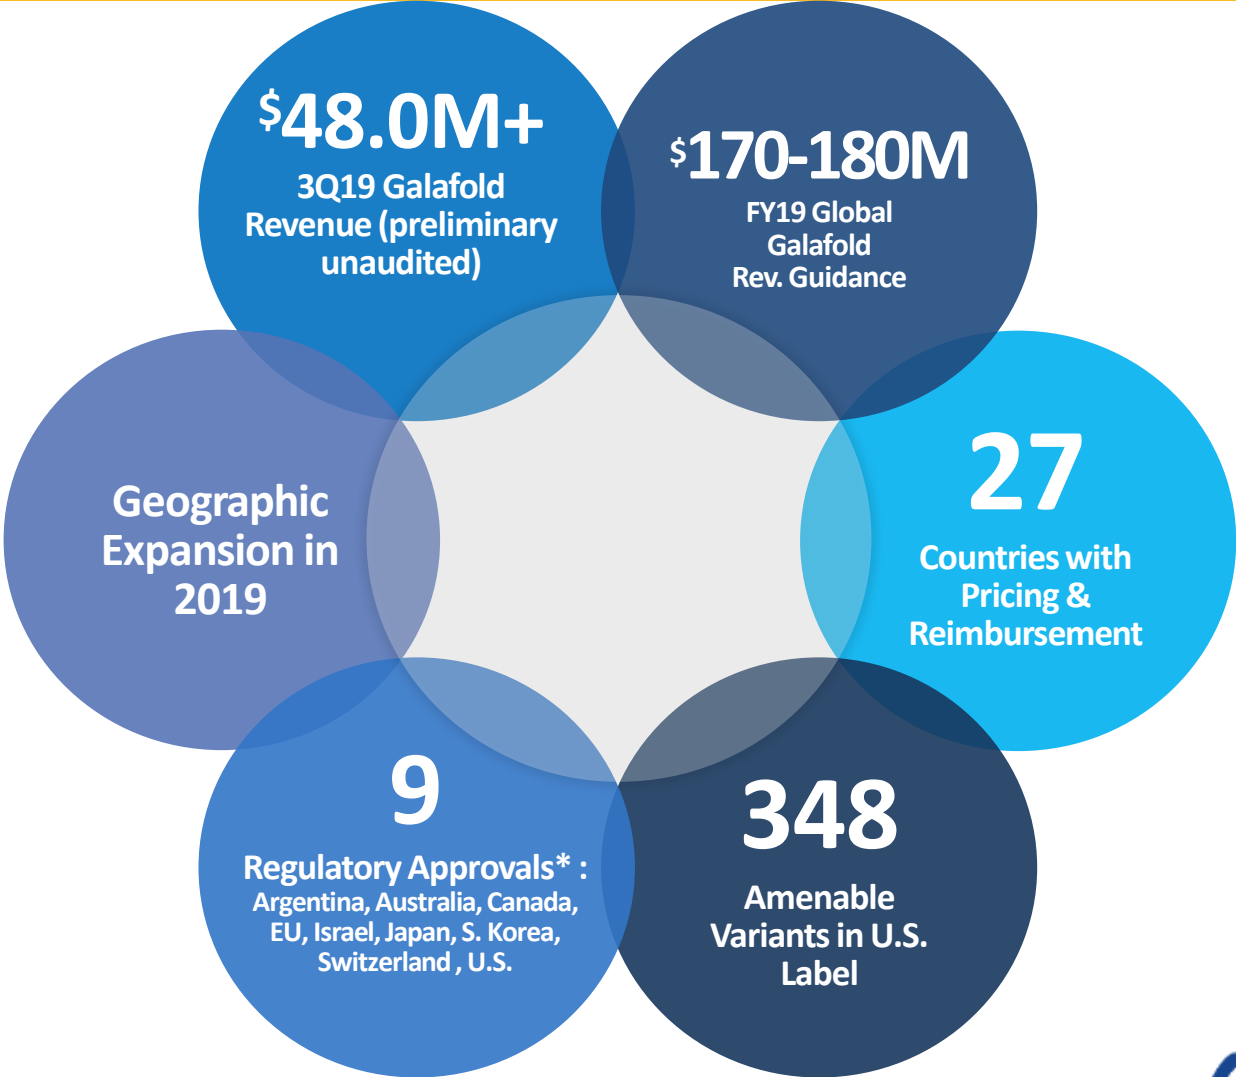 $48.0M+
3Q19 Galafold
Revenue (preliminary
unaudited)
$170-180M
FY19 Global
Galafold
Rev. Guidance
27
Countries with
Pricing &
Reimbursement
348
Amenable
Variants in U.S.
Label
9
Regulatory Approvals* :
Argentina, Australia, Canada,
EU, Israel, Japan, S. Korea,
Switzerland , U.S.
Geographic
Expansion in
2019